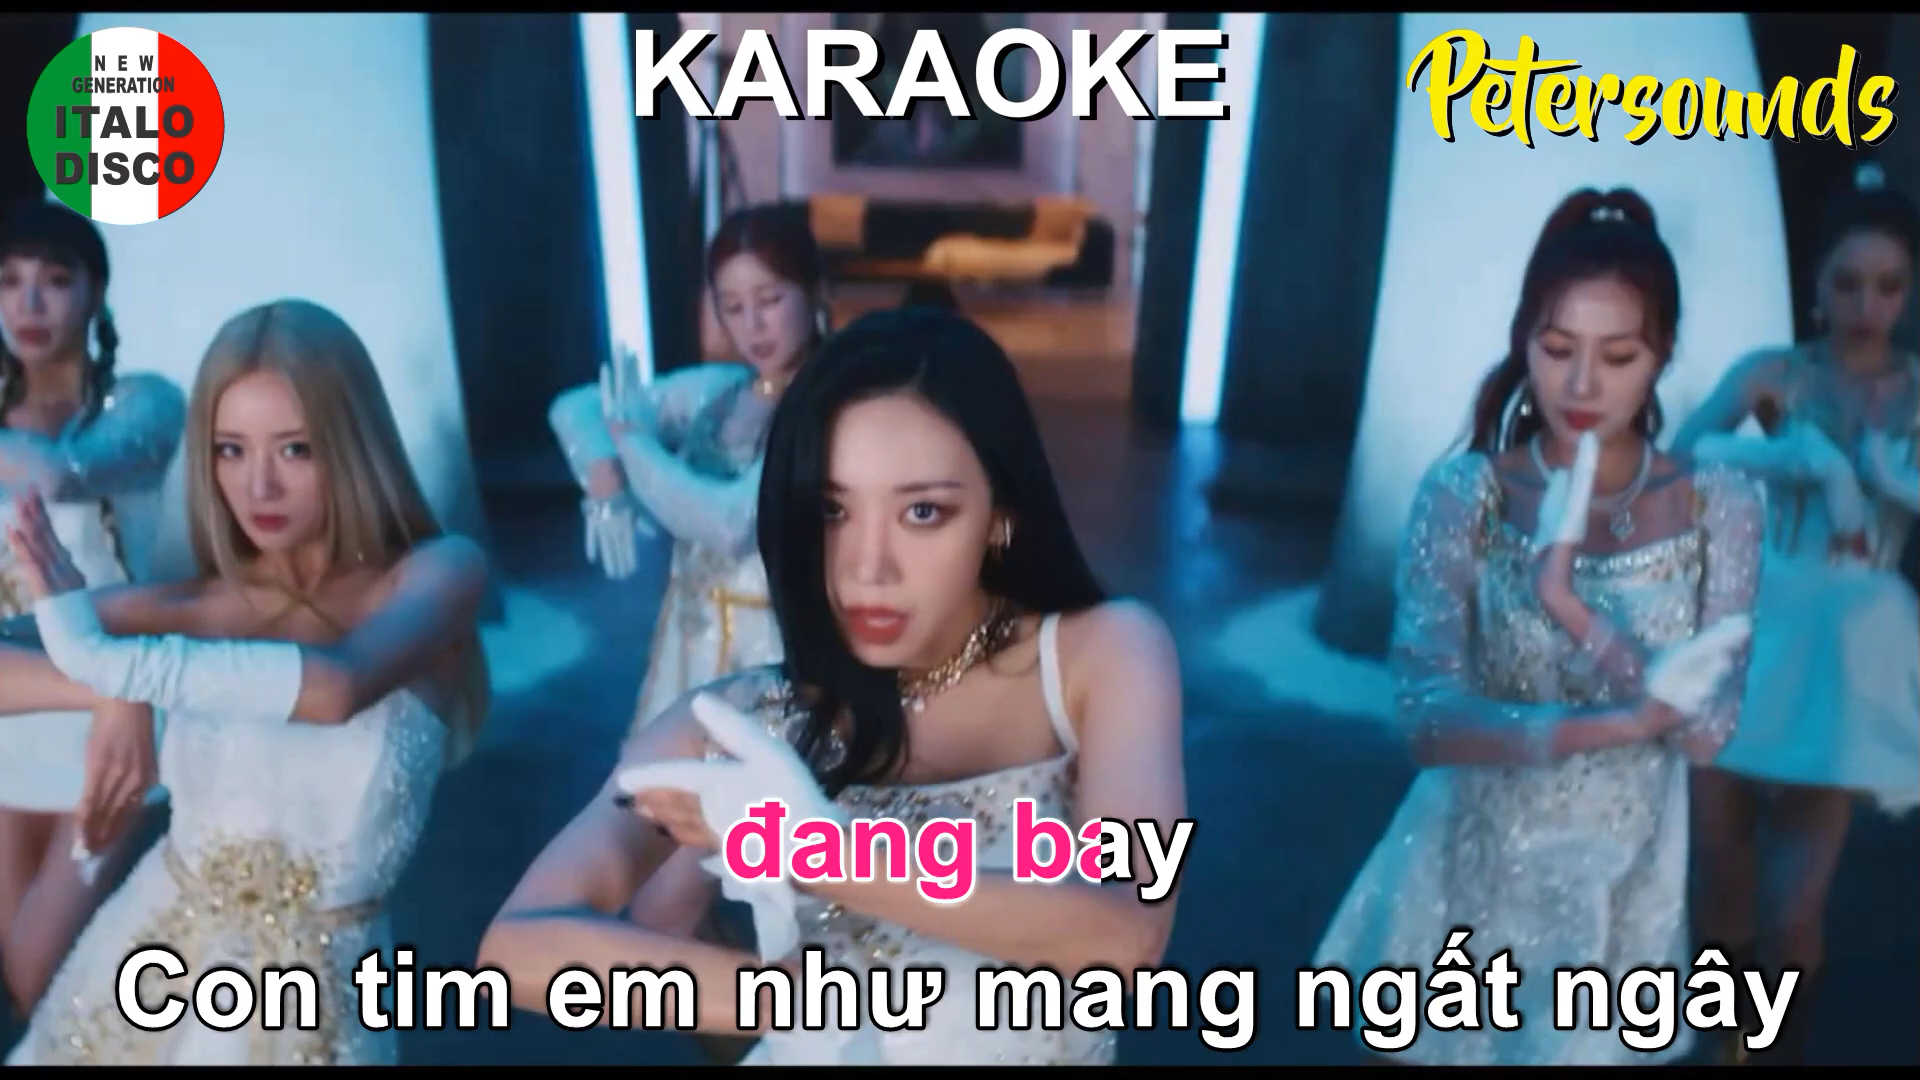 NEW
GENERATION
ITALO
DISCO
KARAOKE
Petersounds
đang bay
Con tim em như mang ngất ngây